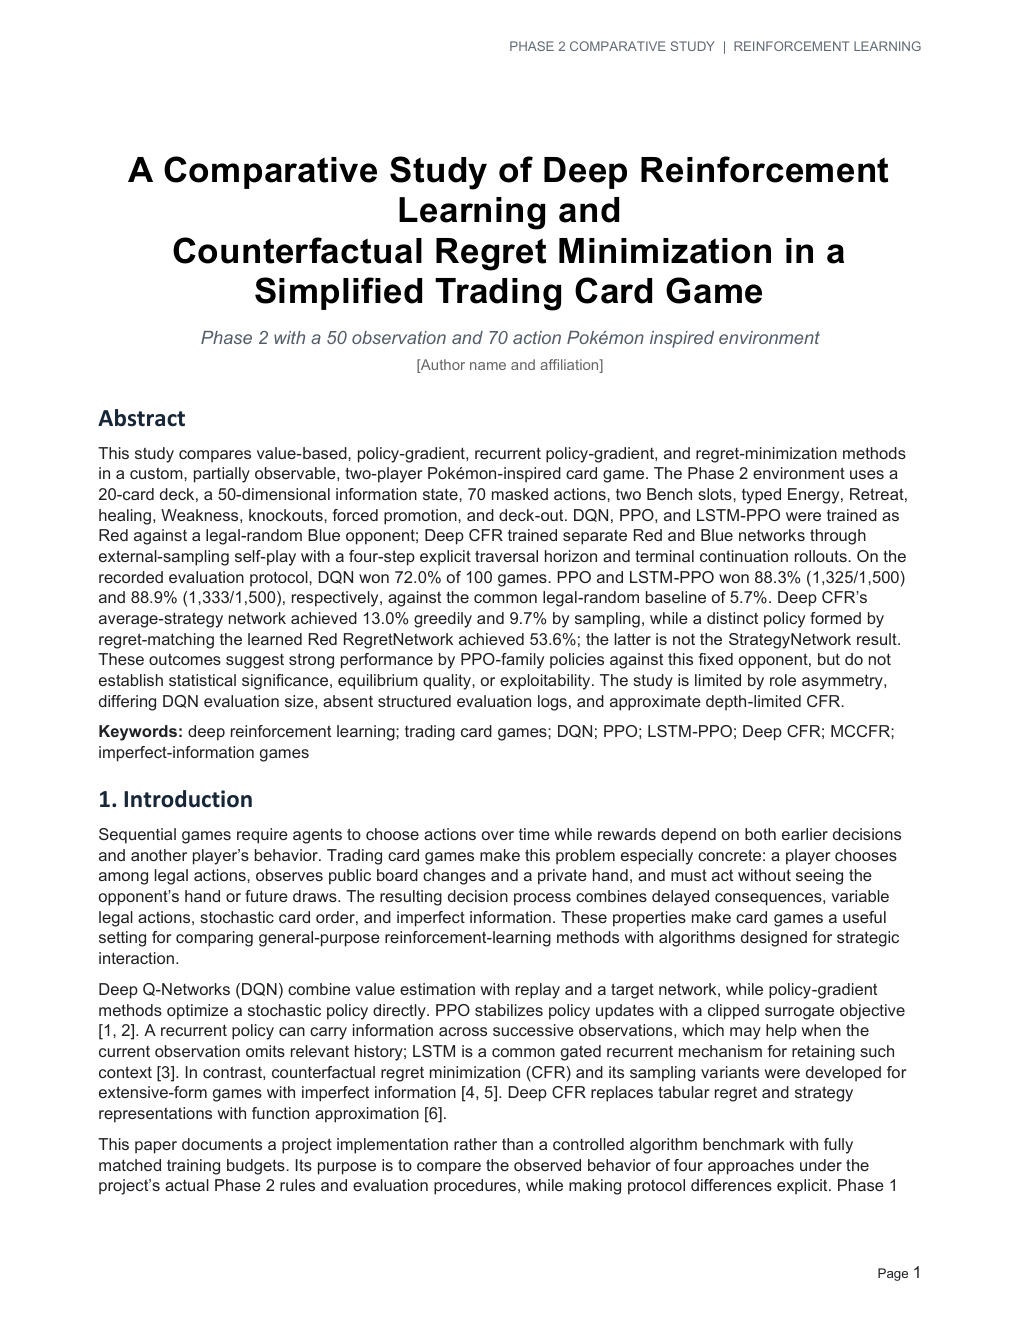 PHASE 2 COMPARATIVE STUDY | REINFORCEMENT LEARNING
A Comparative Study of Deep Reinforcement
Learning and
Counterfactual Regret Minimization in a
Simplified Trading Card Game
Phase 2 with a 50 observation and 70 action Pokémon inspired environment
[Author name and affiliation]
Abstract
This study compares value-based, policy-gradient, recurrent policy-gradient, and regret-minimization methods
in a custom, partially observable, two-player Pokémon-inspired card game. The Phase 2 environment uses a
20-card deck, a 50-dimensional information state, 70 masked actions, two Bench slots, typed Energy, Retreat,
healing, Weakness, knockouts, forced promotion, and deck-out. DQN, PPO, and LSTM-PPO were trained as
Red against a legal-random Blue opponent; Deep CFR trained separate Red and Blue networks through
external-sampling self-play with a four-step explicit traversal horizon and terminal continuation rollouts. On the
recorded evaluation protocol, DQN won 72.0% of 100 games. PPO and LSTM-PPO won 88.3% (1,325/1,500)
and 88.9% (1,333/1,500), respectively, against the common legal-random baseline of 5.7%. Deep CFR’s
average-strategy network achieved 13.0% greedily and 9.7% by sampling, while a distinct policy formed by
regret-matching the learned Red RegretNetwork achieved 53.6%; the latter is not the StrategyNetwork result.
These outcomes suggest strong performance by PPO-family policies against this fixed opponent, but do not
establish statistical significance, equilibrium quality, or exploitability. The study is limited by role asymmetry,
differing DQN evaluation size, absent structured evaluation logs, and approximate depth-limited CFR.
Keywords: deep reinforcement learning; trading card games; DQN; PPO; LSTM-PPO; Deep CFR; MCCFR;
imperfect-information games
1. Introduction
Sequential games require agents to choose actions over time while rewards depend on both earlier decisions
and another player’s behavior. Trading card games make this problem especially concrete: a player chooses
among legal actions, observes public board changes and a private hand, and must act without seeing the
opponent’s hand or future draws. The resulting decision process combines delayed consequences, variable
legal actions, stochastic card order, and imperfect information. These properties make card games a useful
setting for comparing general-purpose reinforcement-learning methods with algorithms designed for strategic
interaction.
Deep Q-Networks (DQN) combine value estimation with replay and a target network, while policy-gradient
methods optimize a stochastic policy directly. PPO stabilizes policy updates with a clipped surrogate objective
[1, 2]. A recurrent policy can carry information across successive observations, which may help when the
current observation omits relevant history; LSTM is a common gated recurrent mechanism for retaining such
context [3]. In contrast, counterfactual regret minimization (CFR) and its sampling variants were developed for
extensive-form games with imperfect information [4, 5]. Deep CFR replaces tabular regret and strategy
representations with function approximation [6].
This paper documents a project implementation rather than a controlled algorithm benchmark with fully
matched training budgets. Its purpose is to compare the observed behavior of four approaches under the
project’s actual Phase 2 rules and evaluation procedures, while making protocol differences explicit. Phase 1
Page 1